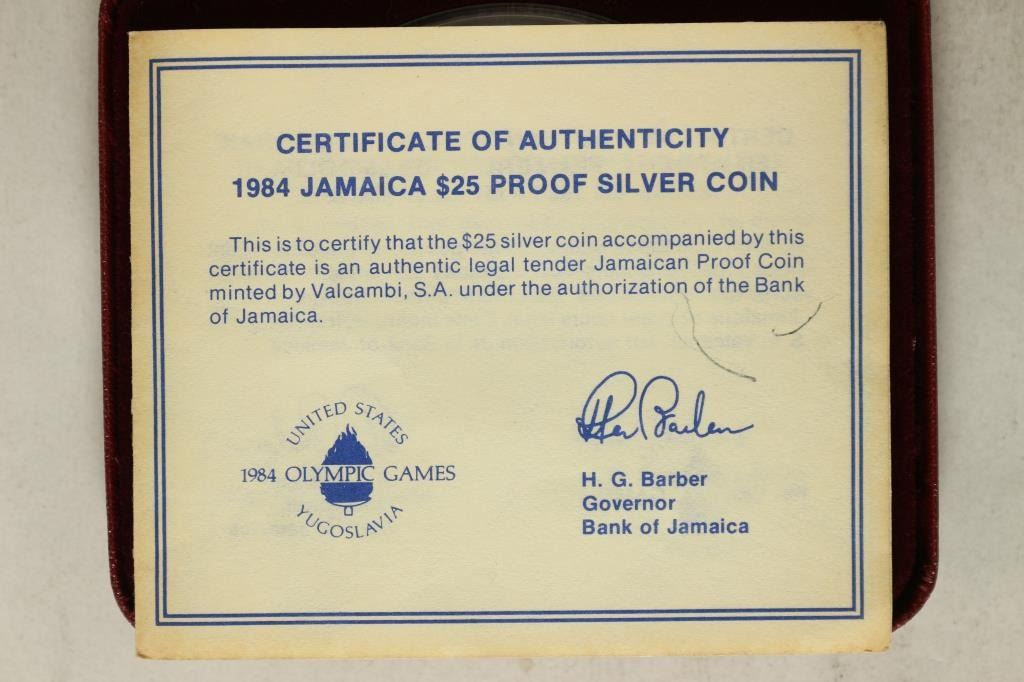 CERTIFICATE OF AUTHENTICITY
1984 JAMAICA $25 PROOF SILVER COIN
This is to certify that the $25 silver coin accompanied by this
certificate is an authentic legal tender Jamaican Proof Coin
minted by Valcambi, S.A. under the authorization of the Bank
of Jamaica.
UNITED STATES
1984 OLYMPIC GAMES
YUGOSLAVIA
H. G. Barber
Governor
Bank of Jamaica